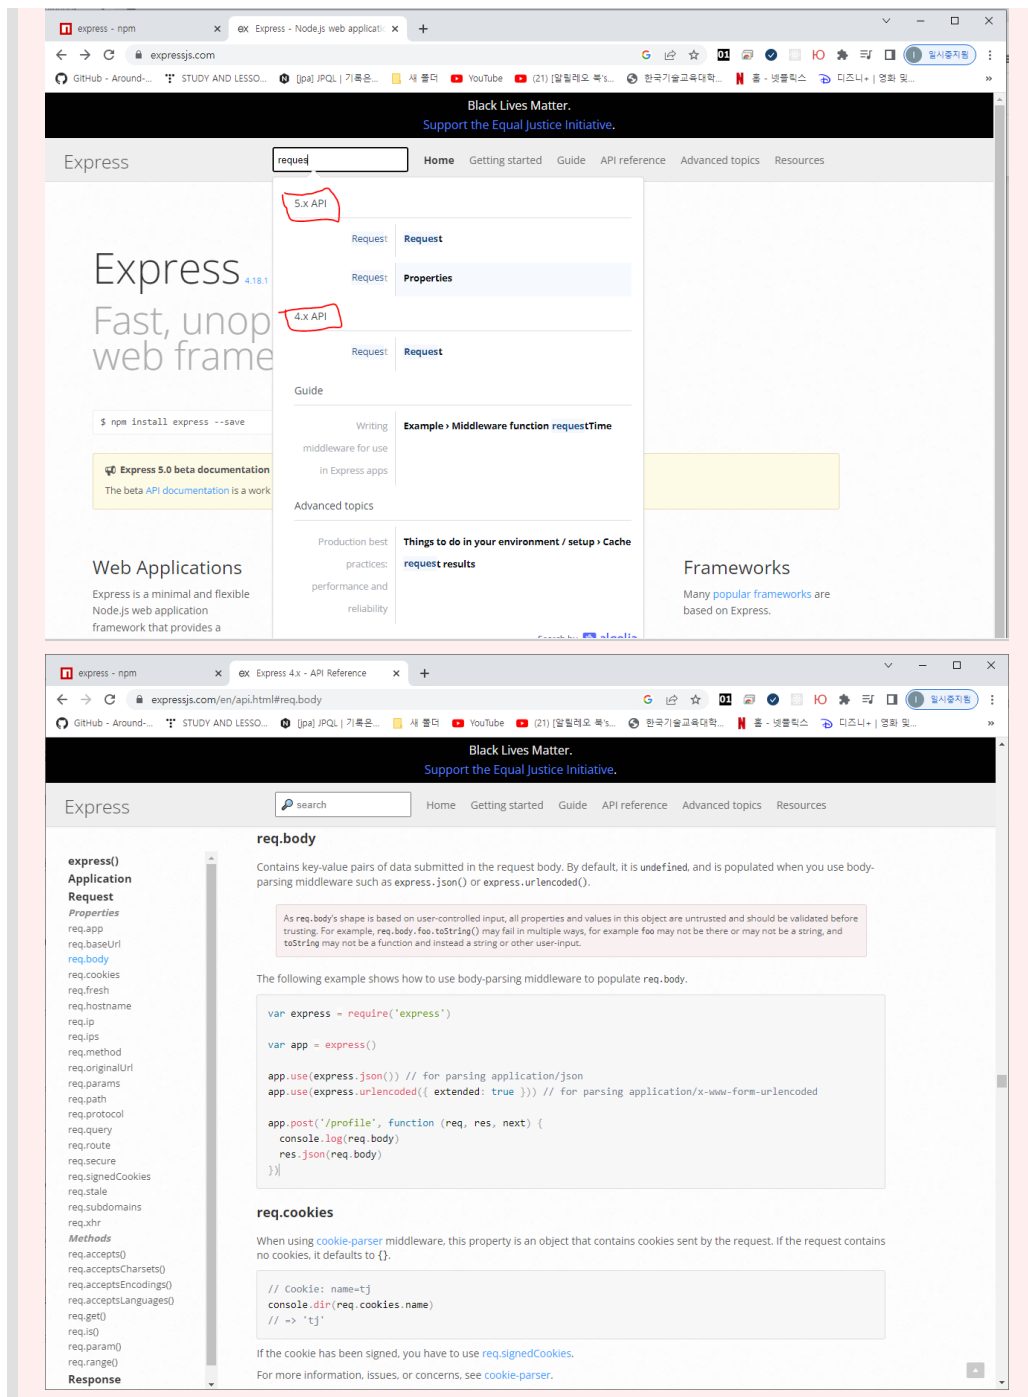 express - npm
Express - Node.js web applicatic
expressjs.com
일시중지됨
GitHub - Around-...
STUDY AND LESSO...
[jpa] JPQL | 기록은...
새 폴더
YouTube
(21) [알릴레오 북's...
한국기술교육대학...
홈 - 넷플릭스
디즈니+ | 영화 및...
Black Lives Matter.
Support the Equal Justice Initiative.
Express
reques
Home Getting started Guide API reference Advanced topics Resources
5.x API
Request Request
Request Properties
4.x API
Request Request
Guide
Writing middleware for use in Express apps
Example › Middleware function requestTime
Advanced topics
Production best practices: performance and reliability
Things to do in your environment / setup › Cache request results
Search by algolia
Express 4.18.1
Fast, unop
web frame
$ npm install express --save
Express 5.0 beta documentation
The beta API documentation is a work
Web Applications
Express is a minimal and flexible
Node.js web application
framework that provides a
Frameworks
Many popular frameworks are
based on Express.
express - npm
Express 4.x - API Reference
expressjs.com/en/api.html#req.body
일시중지됨
GitHub - Around-...
STUDY AND LESSO...
[jpa] JPQL | 기록은...
새 폴더
YouTube
(21) [알릴레오 북's...
한국기술교육대학...
홈 - 넷플릭스
디즈니+ | 영화 및...
Black Lives Matter.
Support the Equal Justice Initiative.
Express
search
Home Getting started Guide API reference Advanced topics Resources
express()
Application
Request
Properties
req.app
req.baseUrl
req.body
req.cookies
req.fresh
req.hostname
req.ip
req.ips
req.method
req.originalUrl
req.params
req.path
req.protocol
req.query
req.route
req.secure
req.signedCookies
req.stale
req.subdomains
req.xhr
Methods
req.accepts()
req.acceptsCharsets()
req.acceptsEncodings()
req.acceptsLanguages()
req.get()
req.is()
req.param()
req.range()
Response
req.body
Contains key-value pairs of data submitted in the request body. By default, it is undefined, and is populated when you use body-
parsing middleware such as express.json() or express.urlencoded().
As req.body's shape is based on user-controlled input, all properties and values in this object are untrusted and should be validated before
trusting. For example, req.body.foo.toString() may fail in multiple ways, for example foo may not be there or may not be a string, and
toString may not be a function and instead a string or other user-input.
The following example shows how to use body-parsing middleware to populate req.body.
var express = require('express')
var app = express()
app.use(express.json()) // for parsing application/json
app.use(express.urlencoded({ extended: true })) // for parsing application/x-www-form-urlencoded
app.post('/profile', function (req, res, next) {
console.log(req.body)
res.json(req.body)
})
req.cookies
When using cookie-parser middleware, this property is an object that contains cookies sent by the request. If the request contains
no cookies, it defaults to {}.
// Cookie: name=tj
console.dir(req.cookies.name)
// => 'tj'
If the cookie has been signed, you have to use req.signedCookies.
For more information, issues, or concerns, see cookie-parser.